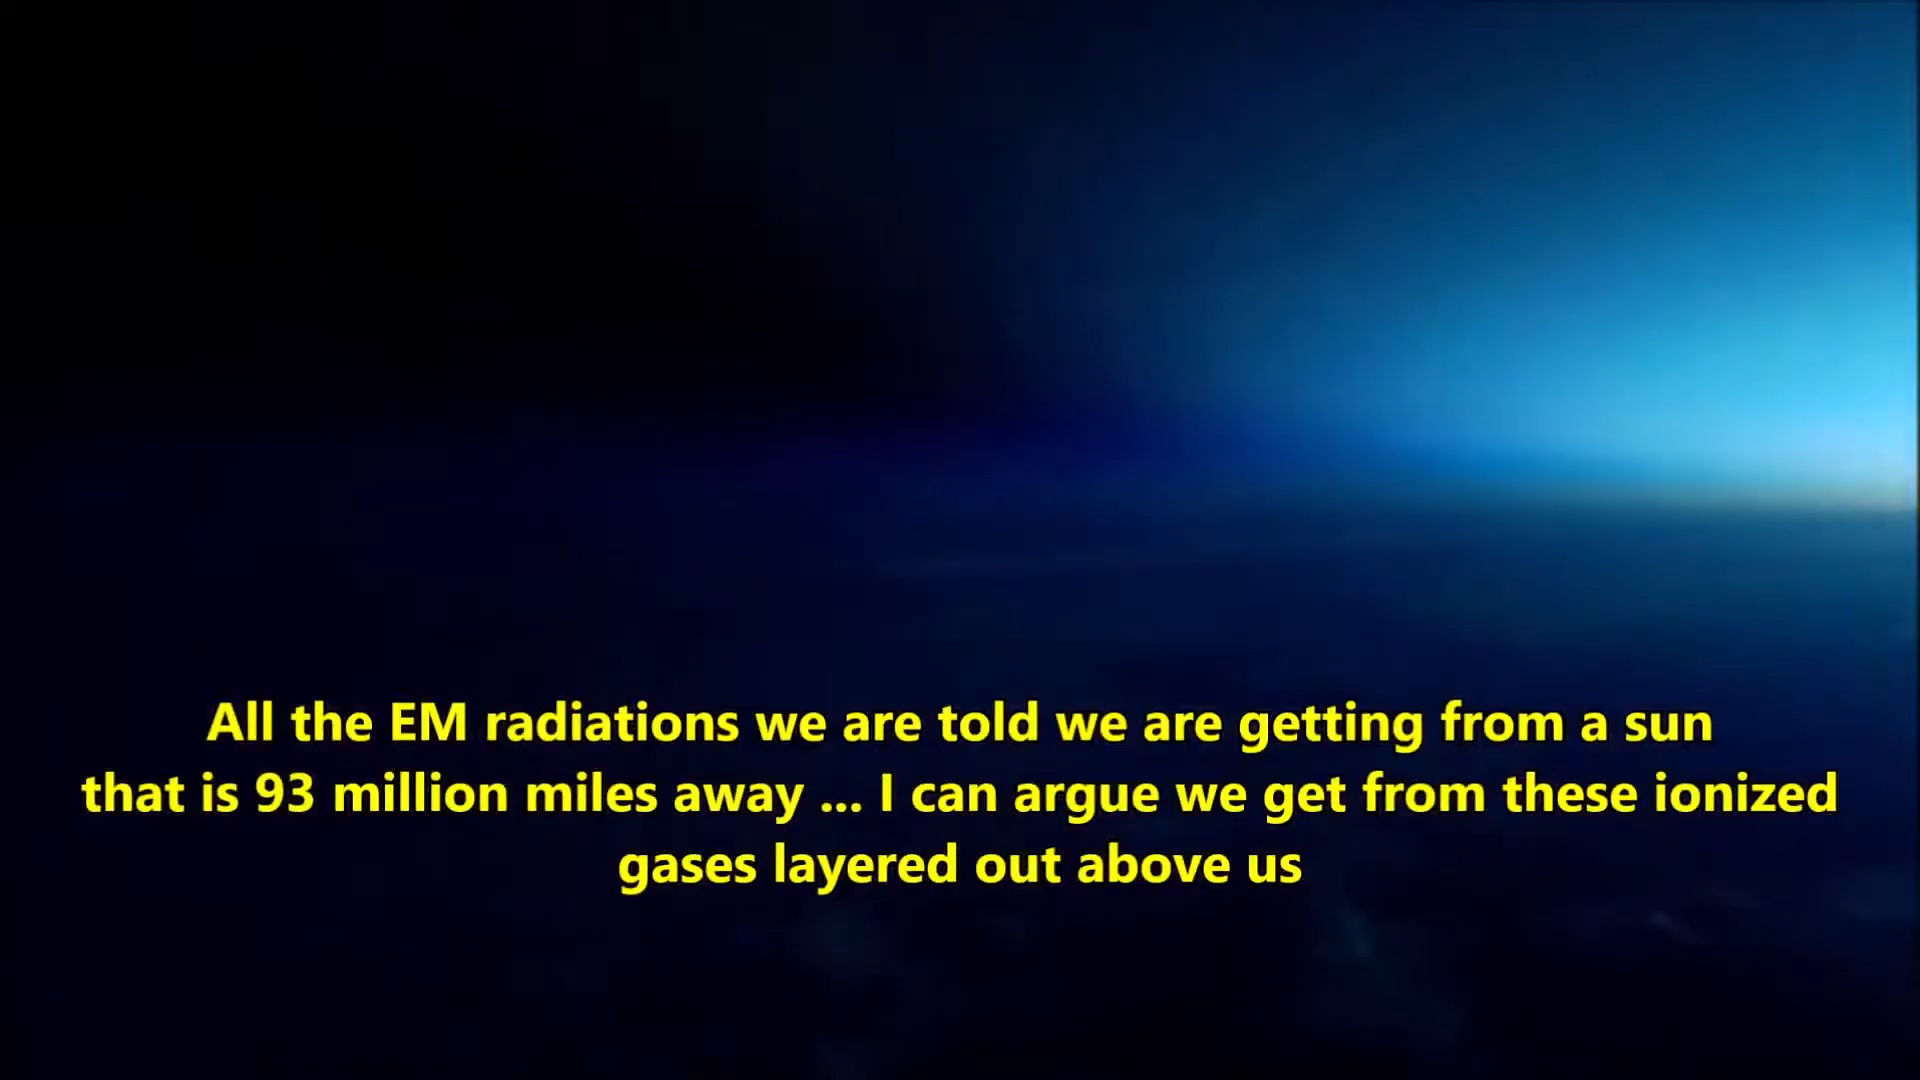 All the EM radiations we are told we are getting from a sun
that is 93 million miles away ... I can argue we get from these ionized
gases layered out above us